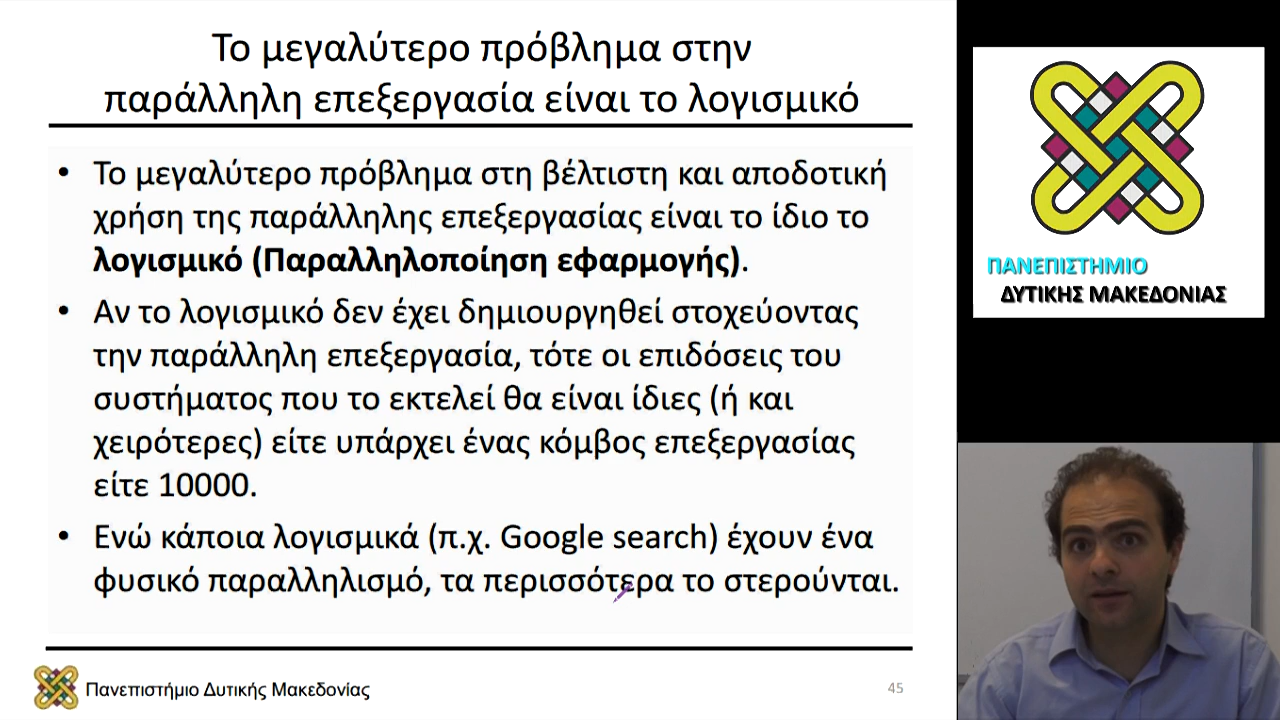 Το μεγαλύτερο πρόβλημα στην
παράλληλη επεξεργασία είναι το λογισμικό
• Το μεγαλύτερο πρόβλημα στη βέλτιστη και αποδοτική
χρήση της παράλληλης επεξεργασίας είναι το ίδιο το
λογισμικό (Παραλληλοποίηση εφαρμογής).
• Αν το λογισμικό δεν έχει δημιουργηθεί στοχεύοντας
την παράλληλη επεξεργασία, τότε οι επιδόσεις του
συστήματος που το εκτελεί θα είναι ίδιες (ή και
χειρότερες) είτε υπάρχει ένας κόμβος επεξεργασίας
είτε 10000.
• Ενώ κάποια λογισμικά (π.χ. Google search) έχουν ένα
φυσικό παραλληλισμό, τα περισσότερα το στερούνται.
Πανεπιστήμιο Δυτικής Μακεδονίας
45
ΠΑΝΕΠΙΣΤΗΜΙΟ
ΔΥΤΙΚΗΣ ΜΑΚΕΔΟΝΙΑΣ